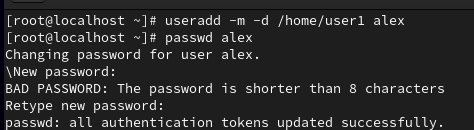 [root@localhost ~]# useradd -m -d /home/user1 alex
[root@localhost ~]# passwd alex
Changing password for user alex.
\New password:
BAD PASSWORD: The password is shorter than 8 characters
Retype new password:
passwd: all authentication tokens updated successfully.